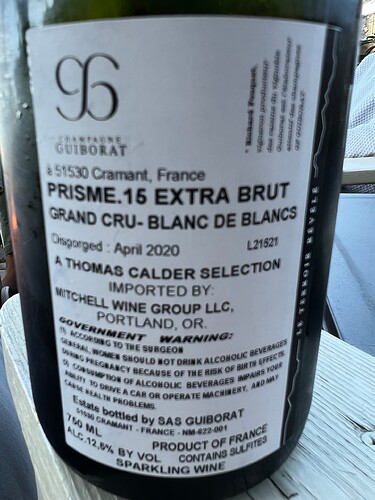 CHAMPAGNE
GUIBORAT
à 51530 Cramant, France
PRISME.15 EXTRA BRUT
GRAND CRU- BLANC DE BLANCS
Disgorged : April 2020 L21521
A THOMAS CALDER SELECTION
IMPORTED BY:
MITCHELL WINE GROUP LLC,
PORTLAND, OR.
GOVERNMENT WARNING:
(1) ACCORDING TO THE SURGEON
GENERAL, WOMEN SHOULD NOT DRINK ALCOHOLIC BEVERAGES
DURING PREGNANCY BECAUSE OF THE RISK OF BIRTH EFFECTS.
(2) CONSUMPTION OF ALCOHOLIC BEVERAGES IMPAIRS YOUR
ABILITY TO DRIVE A CAR OR OPERATE MACHINERY, AND MAY
CAUSE HEALTH PROBLEMS.
Estate bottled by SAS GUIBORAT
51530 CRAMANT - FRANCE - NM-622-001
750 ML PRODUCT OF FRANCE
ALC.12,5% BY VOL CONTAINS SULFITES
SPARKLING WINE
* Richard Fouquet,
vigneron producteur
LE TERROIR RÉVÉLÉ